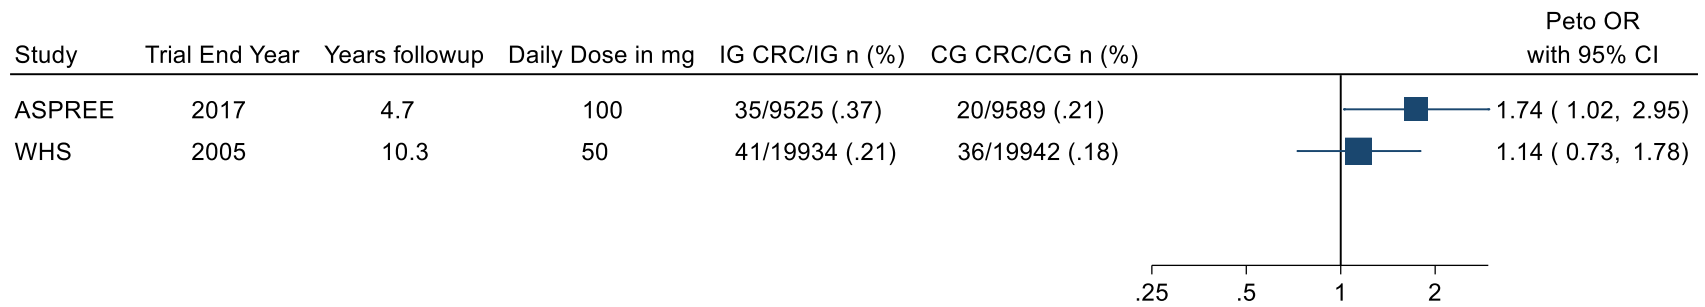 Peto OR
Study Trial End Year Years followup Daily Dose in mg IG CRC/IG n (%) CG CRC/CG n (%) with 95% CI
ASPREE 2017 4.7 100 35/9525 (.37) 20/9589 (.21) 1.74 ( 1.02, 2.95)
WHS 2005 10.3 50 41/19934 (.21) 36/19942 (.18) 1.14 ( 0.73, 1.78)
.25 .5 1 2